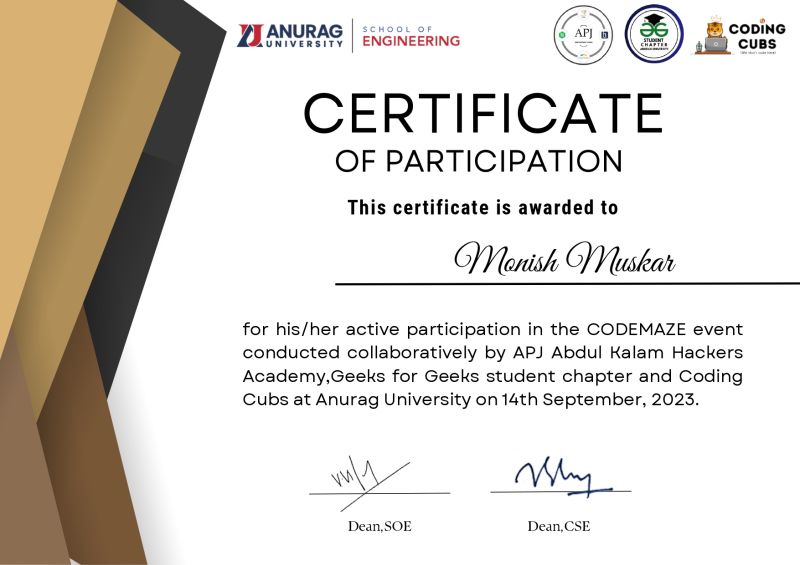 ANURAG UNIVERSITY
SCHOOL OF ENGINEERING
APJ
STUDENT CHAPTER
CODING CUBS
CERTIFICATE
OF PARTICIPATION
This certificate is awarded to
Monish Muskar
for his/her active participation in the CODEMAZE event
conducted collaboratively by APJ Abdul Kalam Hackers
Academy,Geeks for Geeks student chapter and Coding
Cubs at Anurag University on 14th September, 2023.
Dean,SOE
Dean,CSE